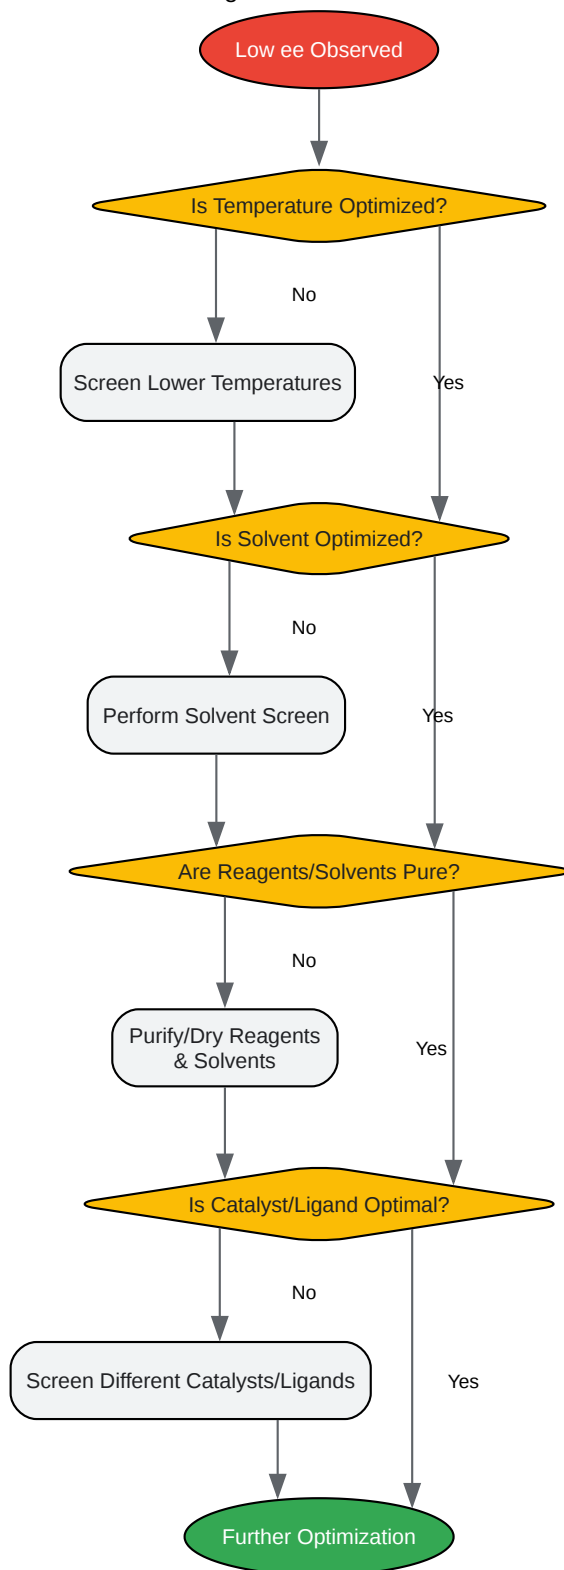 Low ee Observed
Is Temperature Optimized?
No
Screen Lower Temperatures
Yes
Is Solvent Optimized?
No
Perform Solvent Screen
Yes
Are Reagents/Solvents Pure?
No
Purify/Dry Reagents
& Solvents
Yes
Is Catalyst/Ligand Optimal?
No
Screen Different Catalysts/Ligands
Yes
Further Optimization